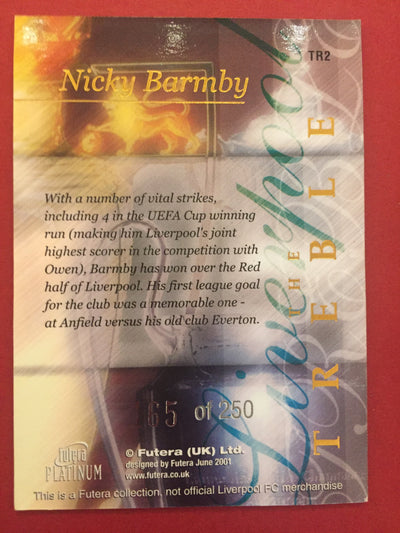 TR2
Nicky Barmby
With a number of vital strikes,
including 4 in the UEFA Cup winning
run (making him Liverpool's joint
highest scorer in the competition with
Owen), Barmby has won over the Red
half of Liverpool. His first league goal
for the club was a memorable one -
at Anfield versus his old club Everton.
Liverpool
THE
TREBLE
65 of 250
futera
PLATINUM
© Futera (UK) Ltd.
designed by Futera June 2001
www.futera.co.uk
This is a Futera collection, not official Liverpool FC merchandise